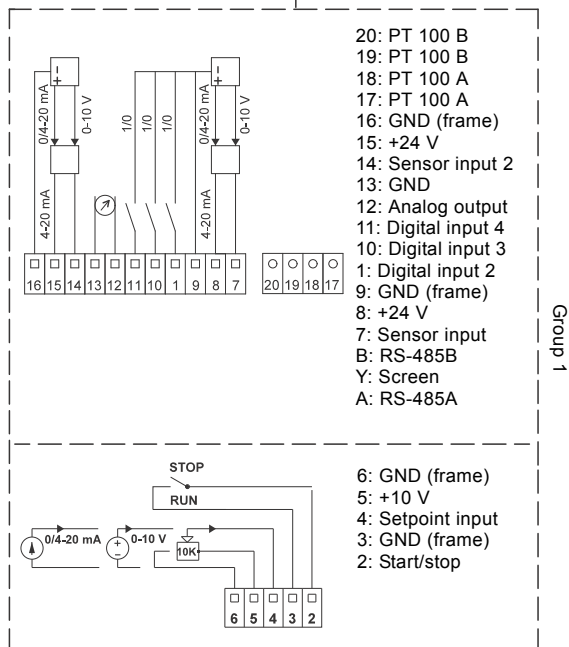 − +
− +
0/4-20 mA
0-10 V
1/0
1/0
1/0
0/4-20 mA
0-10 V
4-20 mA
4-20 mA
16 15 14 13 12 11 10 1 9 8 7
20 19 18 17
20: PT 100 B
19: PT 100 B
18: PT 100 A
17: PT 100 A
16: GND (frame)
15: +24 V
14: Sensor input 2
13: GND
12: Analog output
11: Digital input 4
10: Digital input 3
1: Digital input 2
9: GND (frame)
8: +24 V
7: Sensor input
B: RS-485B
Y: Screen
A: RS-485A
Group 1
STOP
RUN
0/4-20 mA
+
−
0-10 V
10K
6 5 4 3 2
6: GND (frame)
5: +10 V
4: Setpoint input
3: GND (frame)
2: Start/stop